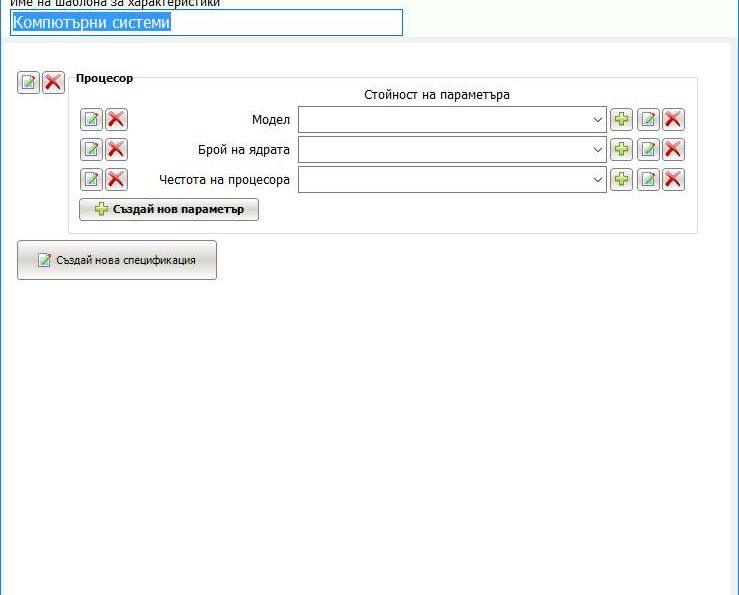 Име на шаблона за характеристики
Компютърни системи
Процесор
Стойност на параметъра
Модел
Брой на ядрата
Честота на процесора
Създай нов параметър
Създай нова спецификация